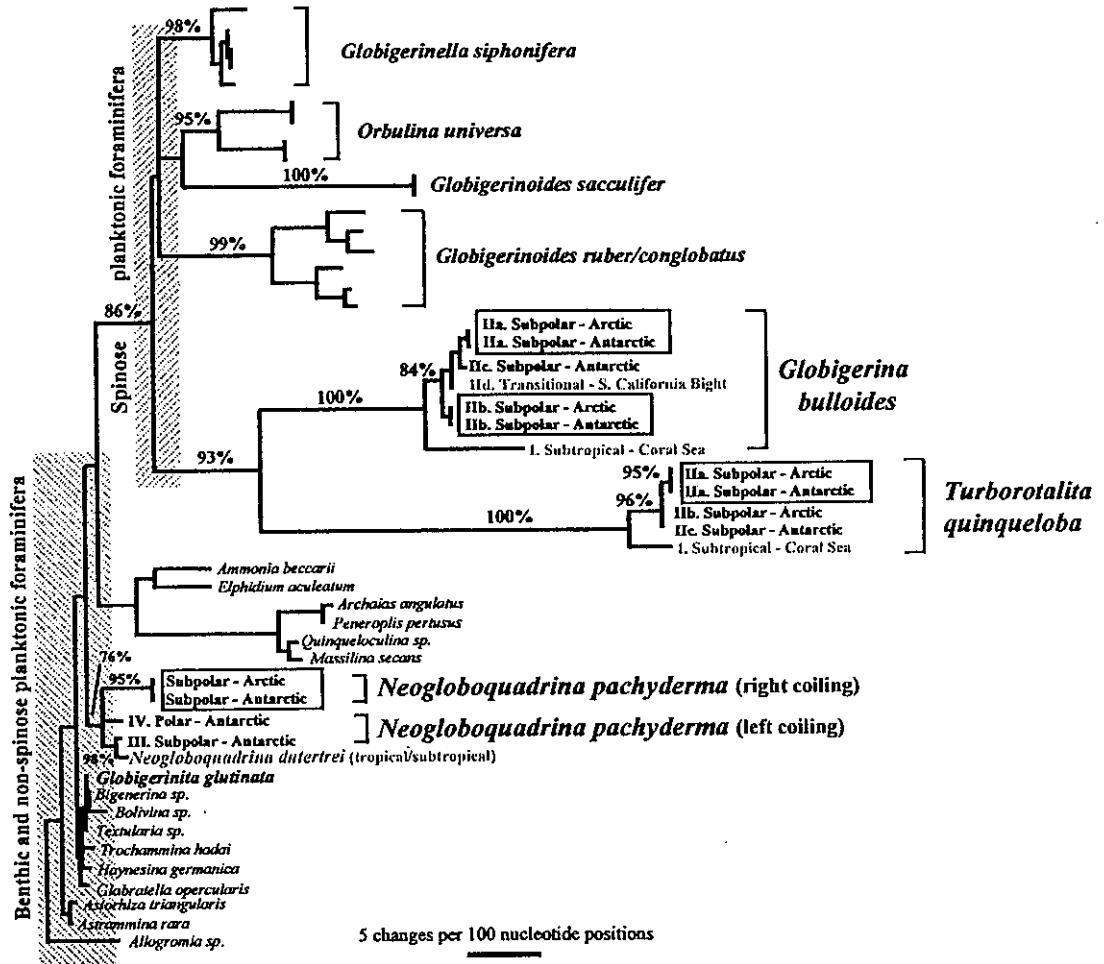 98%
Globigerinella siphonifera
95%
Orbulina universa
100%
Globigerinoides sacculifer
99%
Globigerinoides ruber/conglobatus
planktonic foraminifera
Spinose
86%
IIa. Subpolar - Arctic
IIa. Subpolar - Antarctic
84%
IIc. Subpolar - Antarctic
IId. Transitional - S. California Bight
Globigerina
bulloides
100%
IIb. Subpolar - Arctic
IIb. Subpolar - Antarctic
I. Subtropical - Coral Sea
93%
95%
IIa. Subpolar - Arctic
IIa. Subpolar - Antarctic
96%
100%
IIb. Subpolar - Arctic
IIc. Subpolar - Antarctic
I. Subtropical - Coral Sea
Turborotalita
quinqueloba
Benthic and non-spinose planktonic foraminifera
Ammonia beccarii
Elphidium aculeatum
Archaias angulatus
Peneroplis pertusus
Quinqueloculina sp.
Massilina secans
76%
95%
Subpolar - Arctic
Subpolar - Antarctic
Neogloboquadrina pachyderma (right coiling)
IV. Polar - Antarctic
III. Subpolar - Antarctic
Neogloboquadrina pachyderma (left coiling)
98%
Neogloboquadrina dutertrei (tropical/subtropical)
Globigerinita glutinata
Bigenerina sp.
Bolivina sp.
Textularia sp.
Trochammina hadai
Haynesina germanica
Glabratella opercularis
Astorhiza triangularis
Astrammina rara
Allogromia sp.
5 changes per 100 nucleotide positions